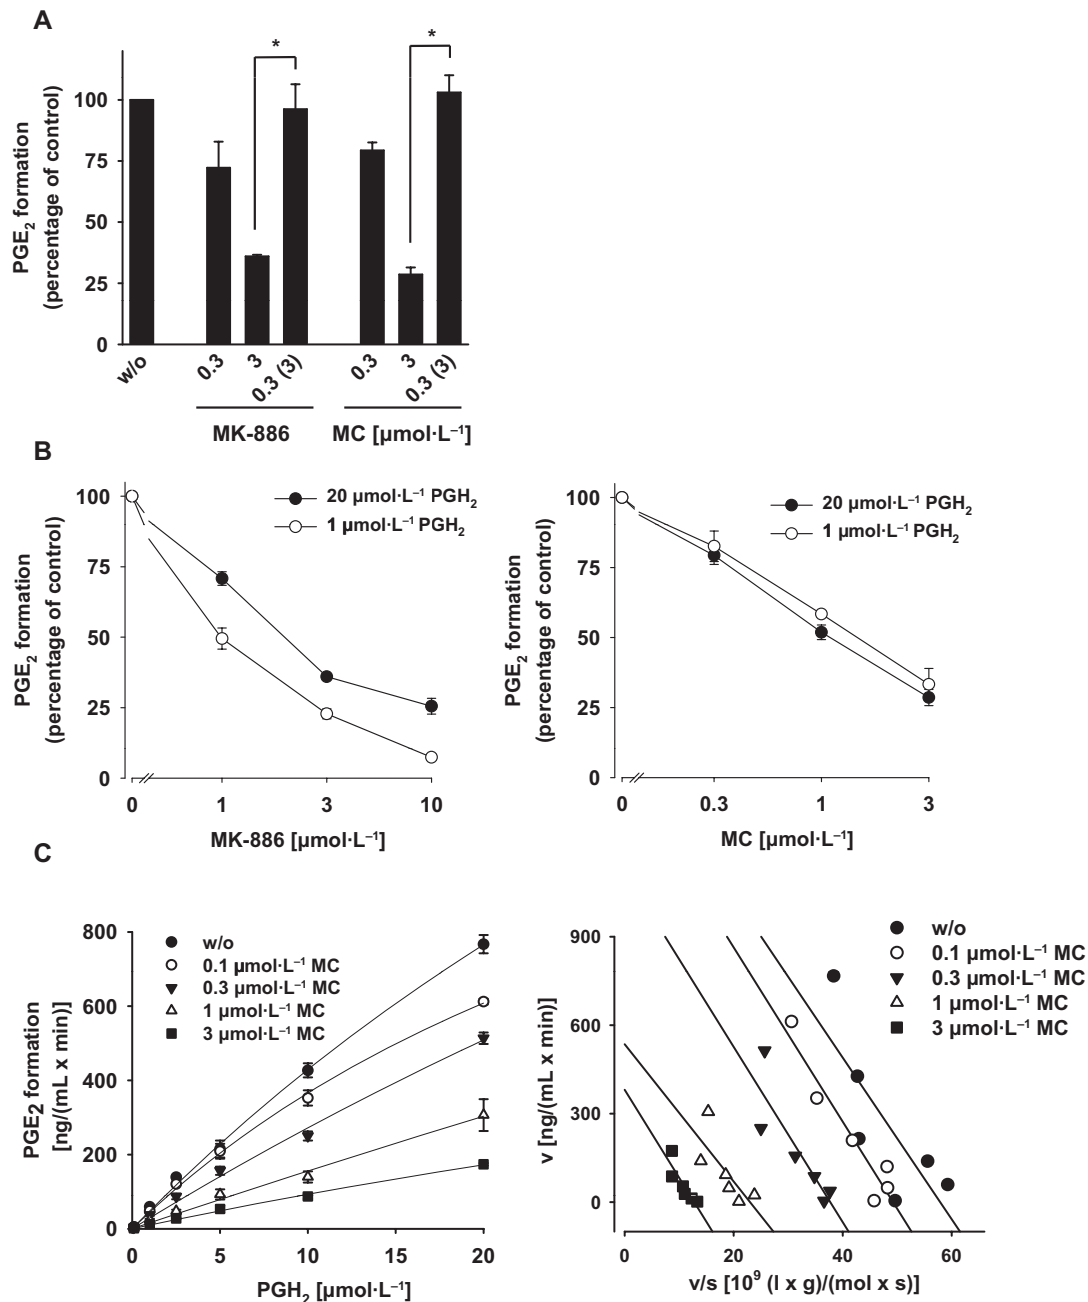 A
PGE2 formation
(percentage of control)
100
75
50
25
0
*
*
w/o
0.3
3
0.3 (3)
0.3
3
0.3 (3)
MK-886
MC [µmol·L–1]
B
PGE2 formation
(percentage of control)
100
75
50
25
0
20 µmol·L–1 PGH2
1 µmol·L–1 PGH2
0
1
3
10
MK-886 [µmol·L–1]
PGE2 formation
(percentage of control)
100
75
50
25
0
20 µmol·L–1 PGH2
1 µmol·L–1 PGH2
0
0.3
1
3
MC [µmol·L–1]
C
PGE2 formation
[ng/(mL x min)]
800
600
400
200
0
w/o
0.1 µmol·L–1 MC
0.3 µmol·L–1 MC
1 µmol·L–1 MC
3 µmol·L–1 MC
0
5
10
15
20
PGH2 [µmol·L–1]
v [ng/(mL x min)]
900
600
300
0
w/o
0.1 µmol·L–1 MC
0.3 µmol·L–1 MC
1 µmol·L–1 MC
3 µmol·L–1 MC
0
20
40
60
v/s [109 (l x g)/(mol x s)]